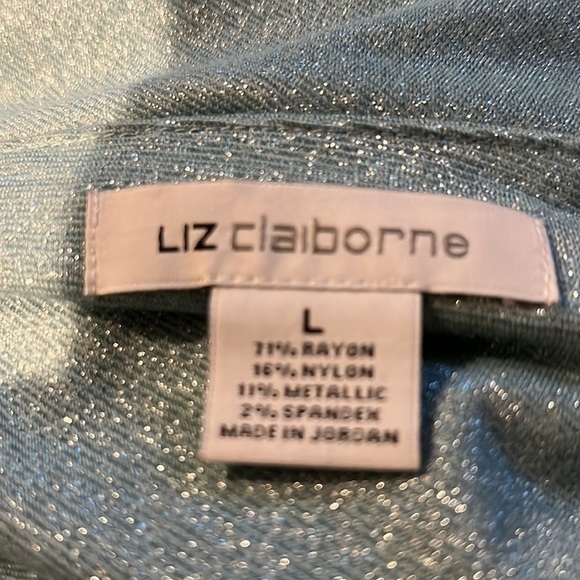 LIZ claiborne
L
71% RAYON
16% NYLON
11% METALLIC
2% SPANDEX
MADE IN JORDAN